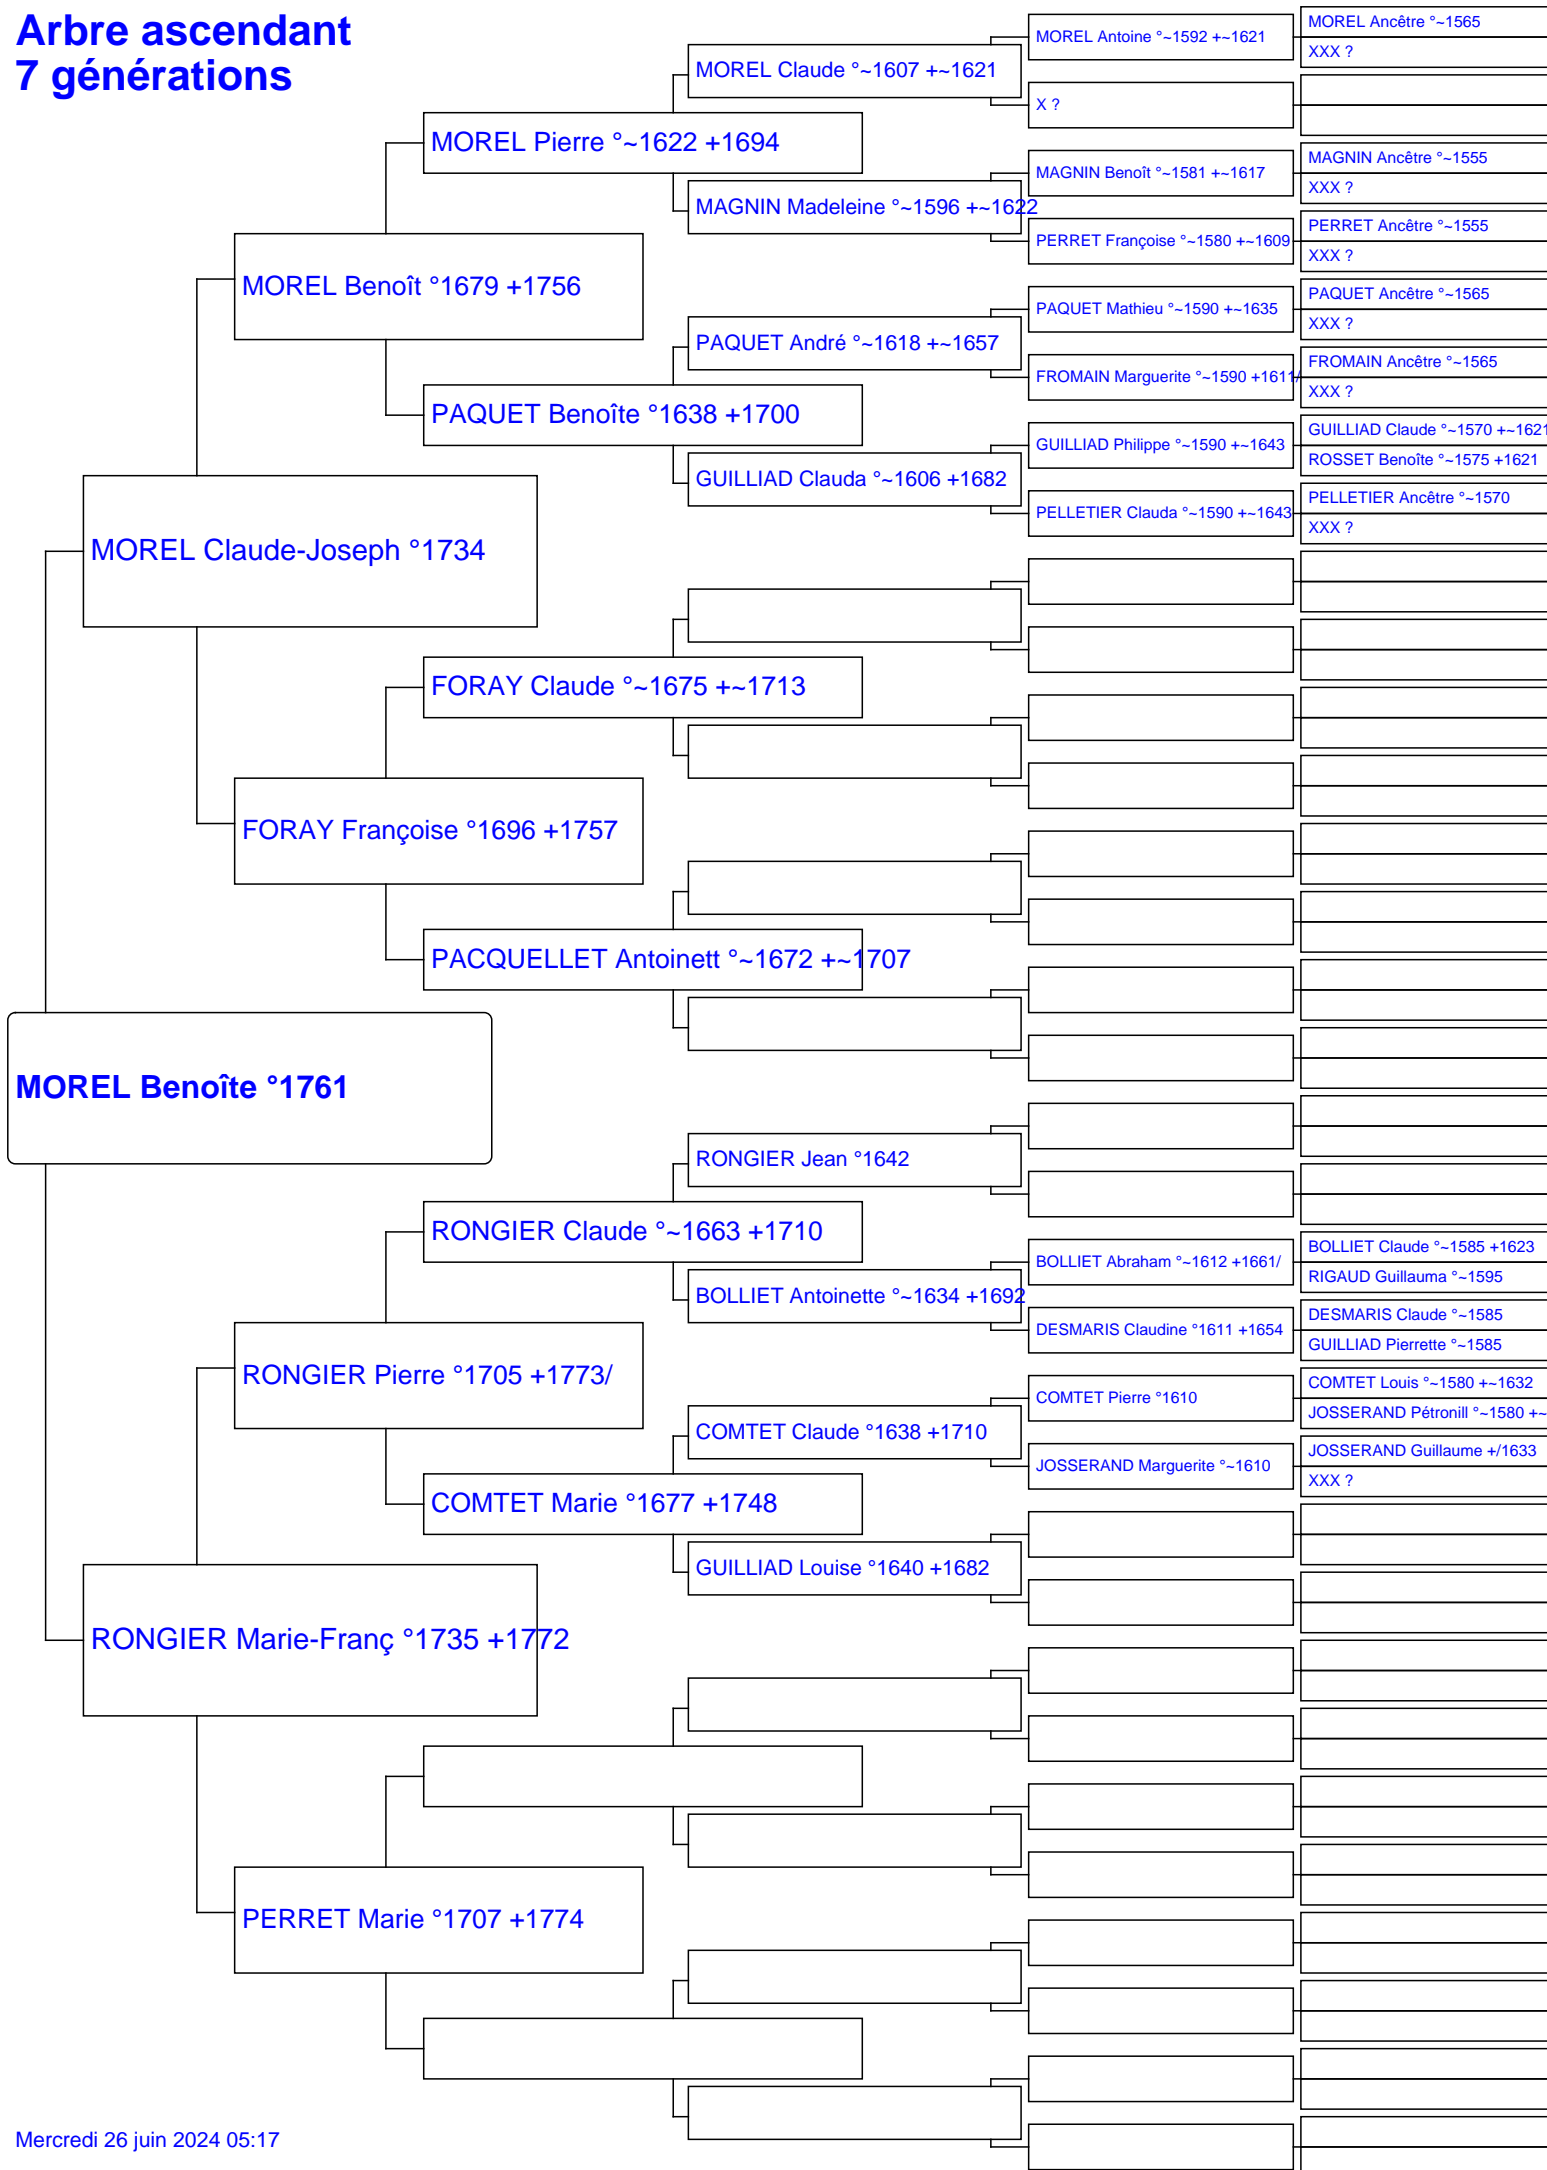 Arbre ascendant
7 générations
MOREL Benoîte °1761
MOREL Claude-Joseph °1734
RONGIER Marie-Franç °1735 +1772
MOREL Benoît °1679 +1756
FORAY Françoise °1696 +1757
RONGIER Pierre °1705 +1773/
PERRET Marie °1707 +1774
MOREL Pierre °~1622 +1694
PAQUET Benoîte °1638 +1700
FORAY Claude °~1675 +~1713
PACQUELLET Antoinett °~1672 +~1707
RONGIER Claude °~1663 +1710
COMTET Marie °1677 +1748
MOREL Claude °~1607 +~1621
MAGNIN Madeleine °~1596 +~1622
PAQUET André °~1618 +~1657
GUILLIAD Clauda °~1606 +1682
RONGIER Jean °1642
BOLLIET Antoinette °~1634 +1692
COMTET Claude °1638 +1710
GUILLIAD Louise °1640 +1682
MOREL Antoine °~1592 +~1621
X ?
MAGNIN Benoît °~1581 +~1617
PERRET Françoise °~1580 +~1609
PAQUET Mathieu °~1590 +~1635
FROMAIN Marguerite °~1590 +1611/
GUILLIAD Philippe °~1590 +~1643
PELLETIER Clauda °~1590 +~1643
BOLLIET Abraham °~1612 +1661/
DESMARIS Claudine °1611 +1654
COMTET Pierre °1610
JOSSERAND Marguerite °~1610
MOREL Ancêtre °~1565
XXX ?
MAGNIN Ancêtre °~1555
XXX ?
PERRET Ancêtre °~1555
XXX ?
PAQUET Ancêtre °~1565
XXX ?
FROMAIN Ancêtre °~1565
XXX ?
GUILLIAD Claude °~1570 +~1621
ROSSET Benoîte °~1575 +1621
PELLETIER Ancêtre °~1570
XXX ?
BOLLIET Claude °~1585 +1623
RIGAUD Guillauma °~1595
DESMARIS Claude °~1585
GUILLIAD Pierrette °~1585
COMTET Louis °~1580 +~1632
JOSSERAND Pétronill °~1580 +~
JOSSERAND Guillaume +/1633
XXX ?
Mercredi 26 juin 2024 05:17